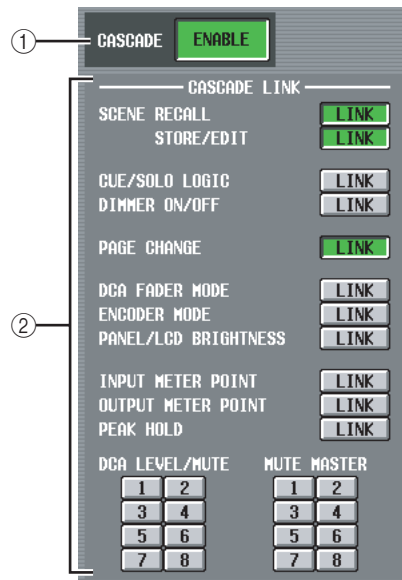 ① CASCADE ENABLE
CASCADE LINK
SCENE RECALL LINK
STORE/EDIT LINK
CUE/SOLO LOGIC LINK
DIMMER ON/OFF LINK
PAGE CHANGE LINK
DCA FADER MODE LINK
② ENCODER MODE LINK
PANEL/LCD BRIGHTNESS LINK
INPUT METER POINT LINK
OUTPUT METER POINT LINK
PEAK HOLD LINK
DCA LEVEL/MUTE MUTE MASTER
1 2 1 2
3 4 3 4
5 6 5 6
7 8 7 8